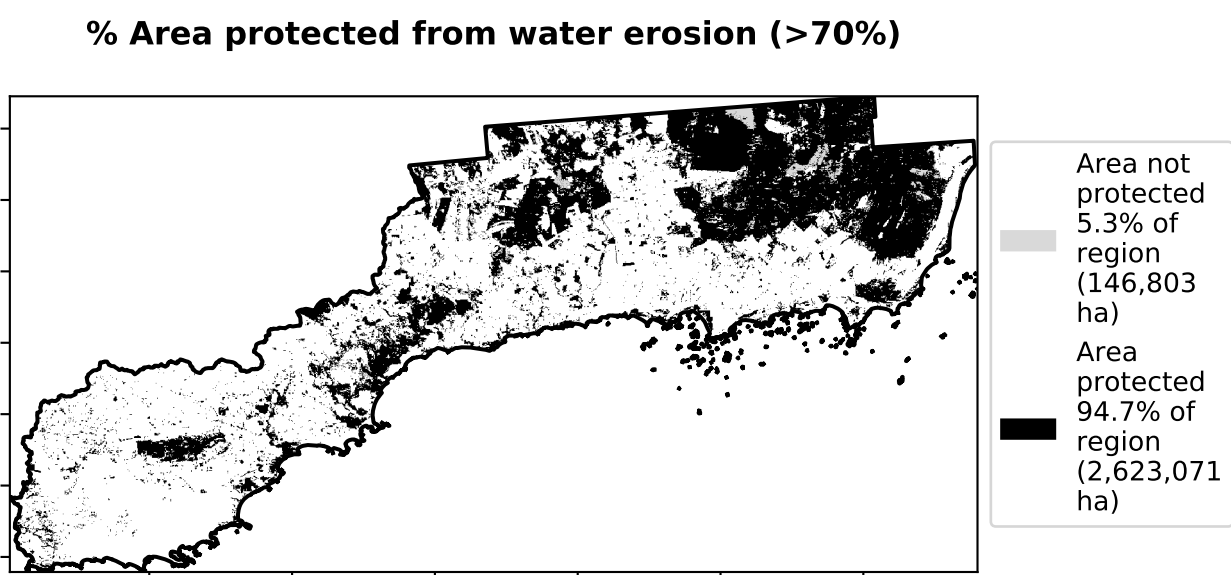 % Area protected from water erosion (>70%)
Area not
protected
5.3% of
region
(146,803
ha)
Area
protected
94.7% of
region
(2,623,071
ha)